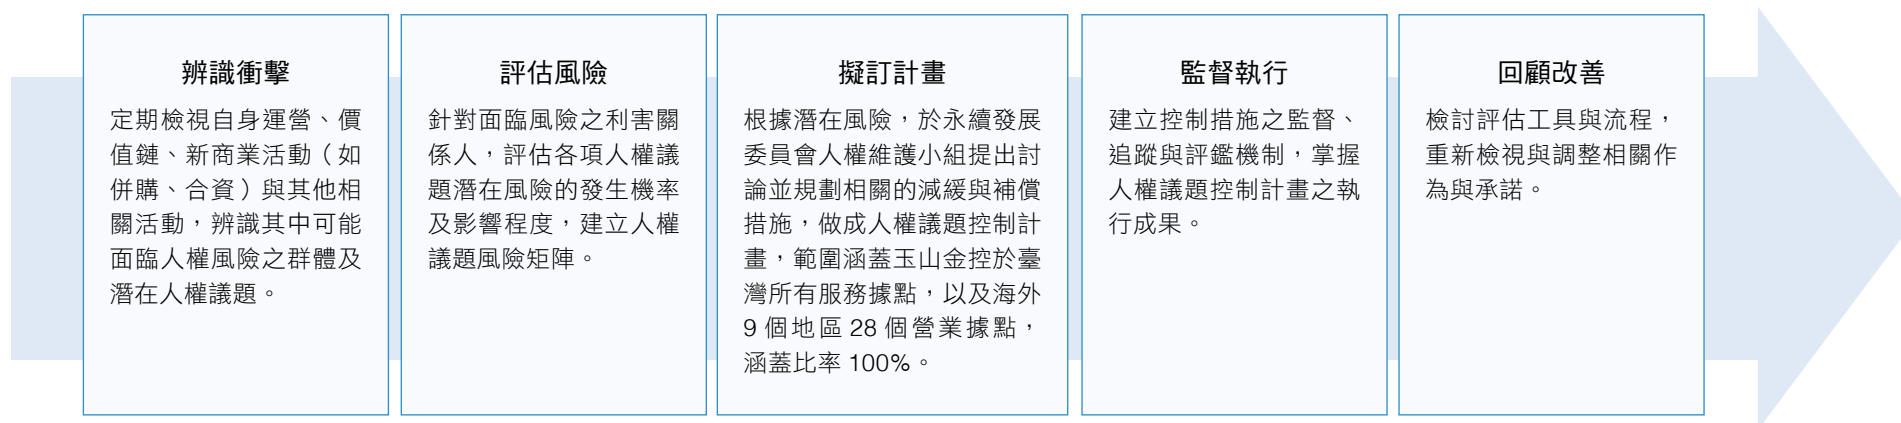 辨識衝擊
定期檢視自身運營、價
值鏈、新商業活動（如
併購、合資）與其他相
關活動，辨識其中可能
面臨人權風險之群體及
潛在人權議題。
評估風險
針對面臨風險之利害關
係人，評估各項人權議
題潛在風險的發生機率
及影響程度，建立人權
議題風險矩陣。
擬訂計畫
根據潛在風險，於永續發展
委員會人權維護小組提出討
論並規劃相關的減緩與補償
措施，做成人權議題控制計
畫，範圍涵蓋玉山金控於臺
灣所有服務據點，以及海外
9 個地區 28 個營業據點，
涵蓋比率 100%。
監督執行
建立控制措施之監督、
追蹤與評鑑機制，掌握
人權議題控制計畫之執
行成果。
回顧改善
檢討評估工具與流程，
重新檢視與調整相關作
為與承諾。